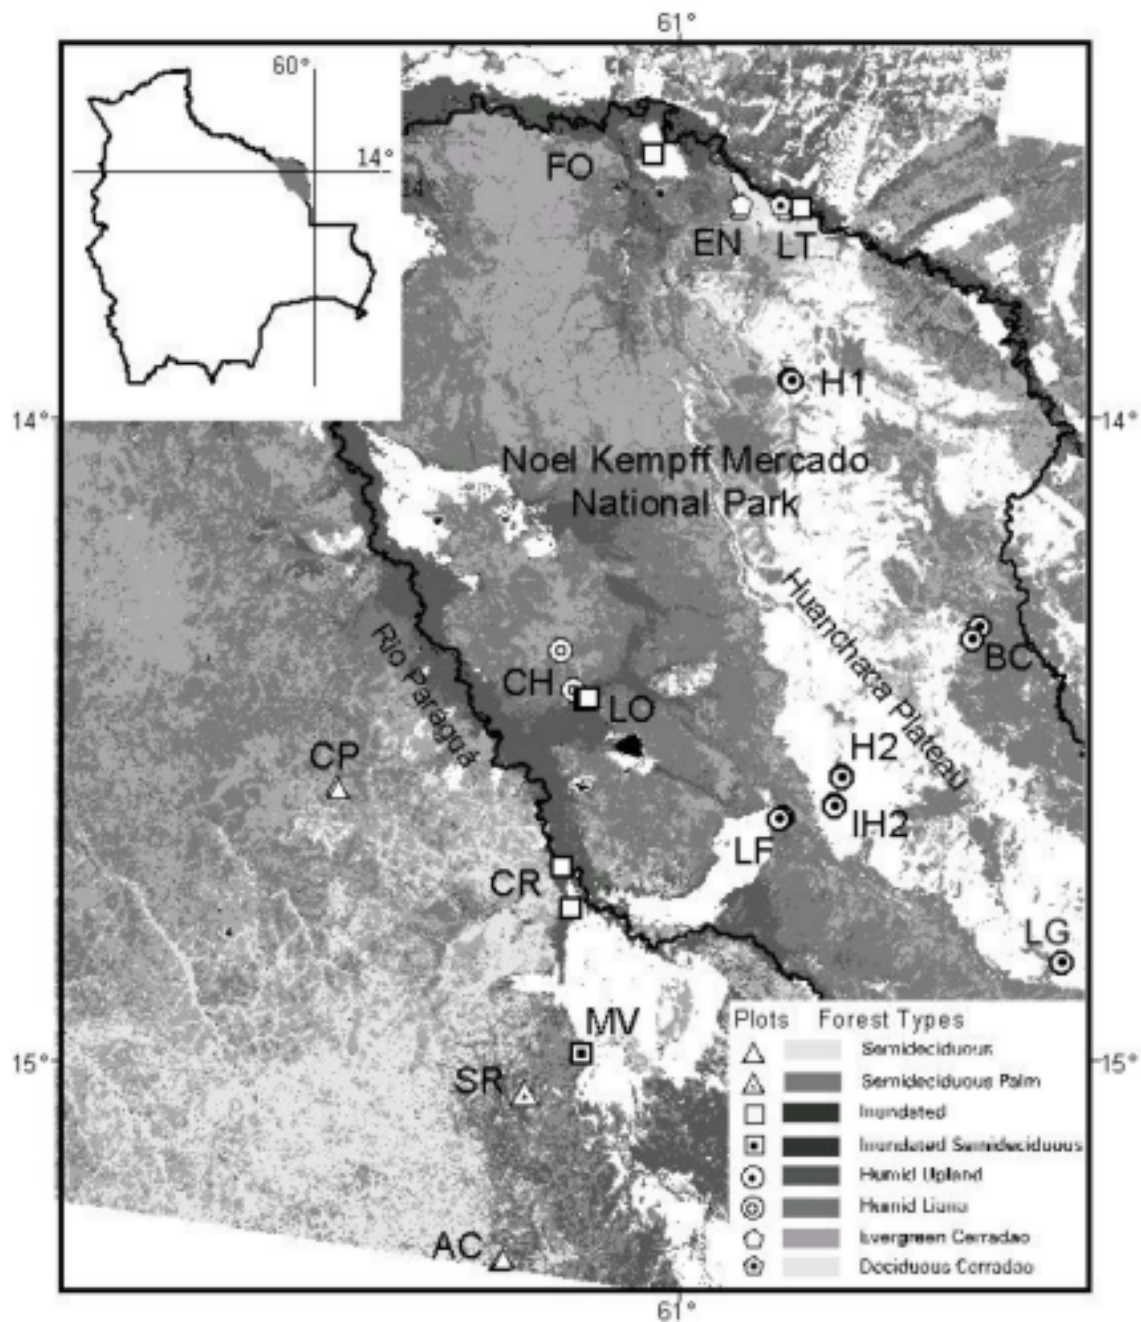 61°
60°
14°
FO
EN
LT
H1
14°
Noel Kempff Mercado
National Park
Huanchaca Plateau
Rio Paraguá
BC
CH
LO
CP
H2
IH2
LF
CR
LG
MV
Plots Forest Types
15°
15°
Semideciduous
SR
Semideciduous Palm
Inundated
Inundated Semideciduous
Humid Upland
Humid Liana
AC
Evergreen Cerradao
Deciduous Cerradao
61°
14°